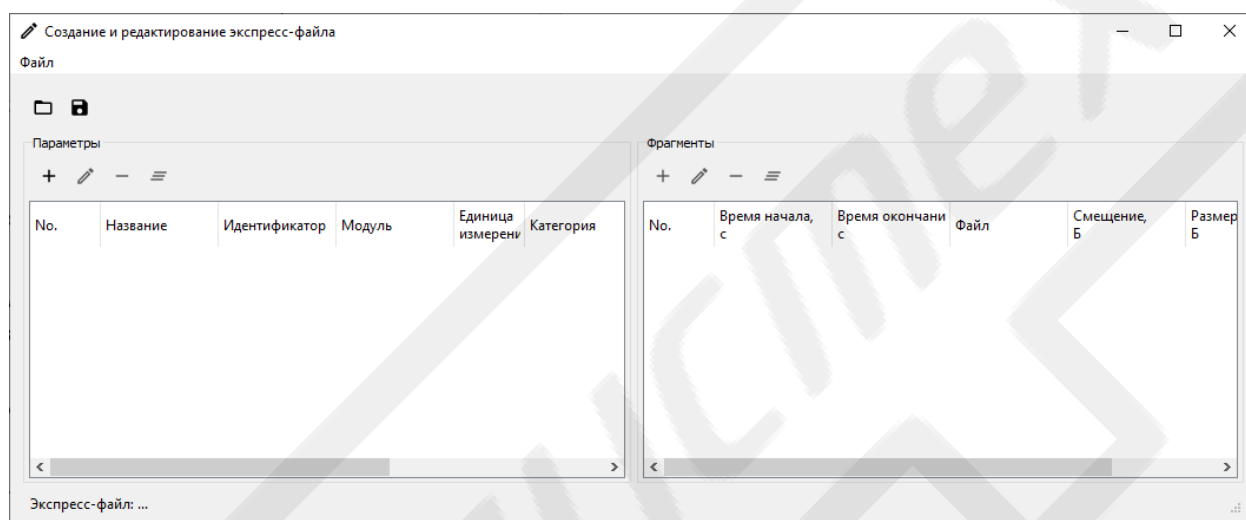 Создание и редактирование экспресс-файла
Файл
Параметры
Фрагменты
No.
Название
Идентификатор
Модуль
Единица
измерени
Категория
No.
Время начала,
с
Время окончани
с
Файл
Смещение,
Б
Размер
Б
Экспресс-файл: ...